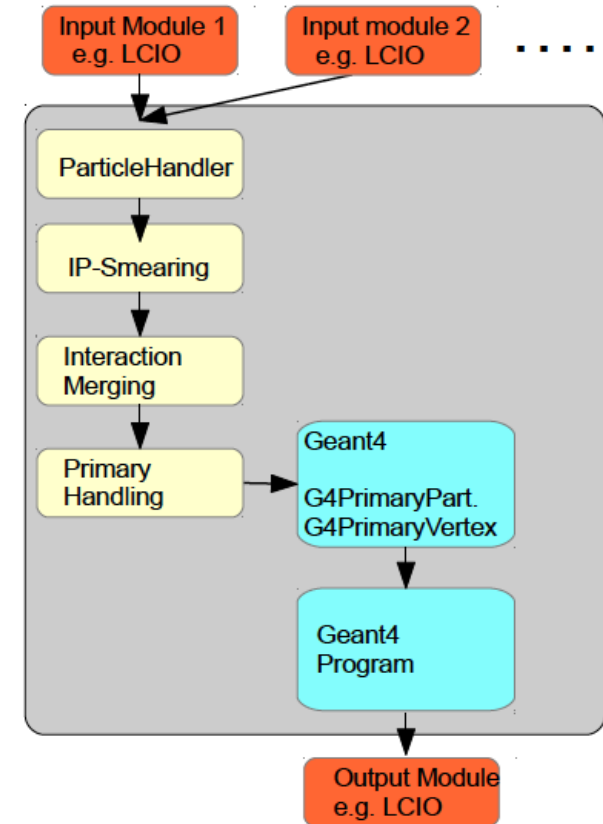 Input Module 1
e.g. LCIO
Input module 2
e.g. LCIO
....
ParticleHandler
IP-Smearing
Interaction
Merging
Primary
Handling
Geant4
G4PrimaryPart.
G4PrimaryVertex
Geant4
Program
Output Module
e.g. LCIO